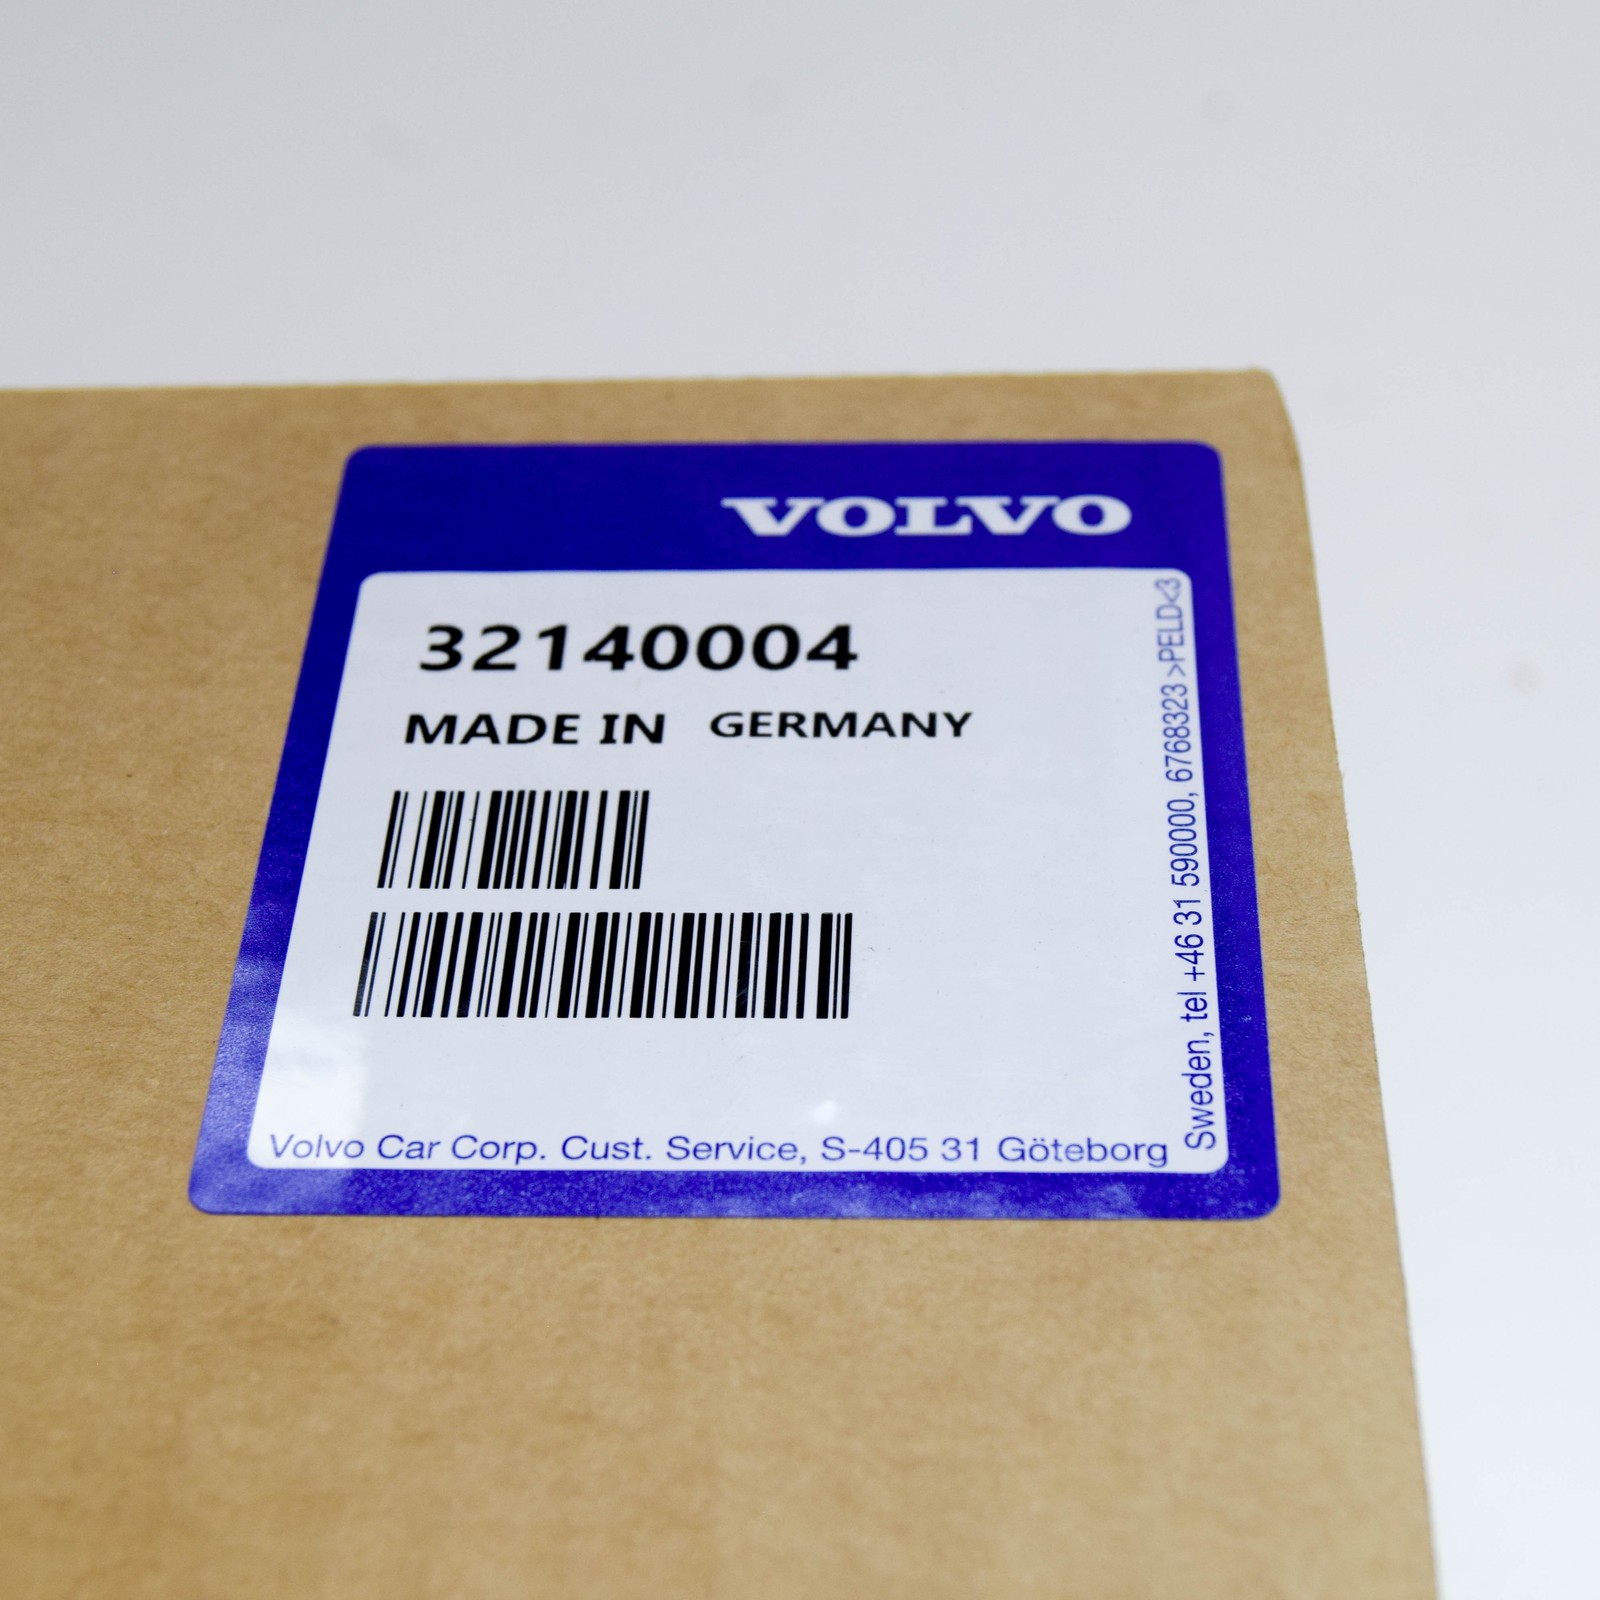 VOLVO
32140004
MADE IN GERMANY
Volvo Car Corp. Cust. Service, S-405 31 Göteborg
Sweden, tel +46 31 590000, 6768323 >PELD<3